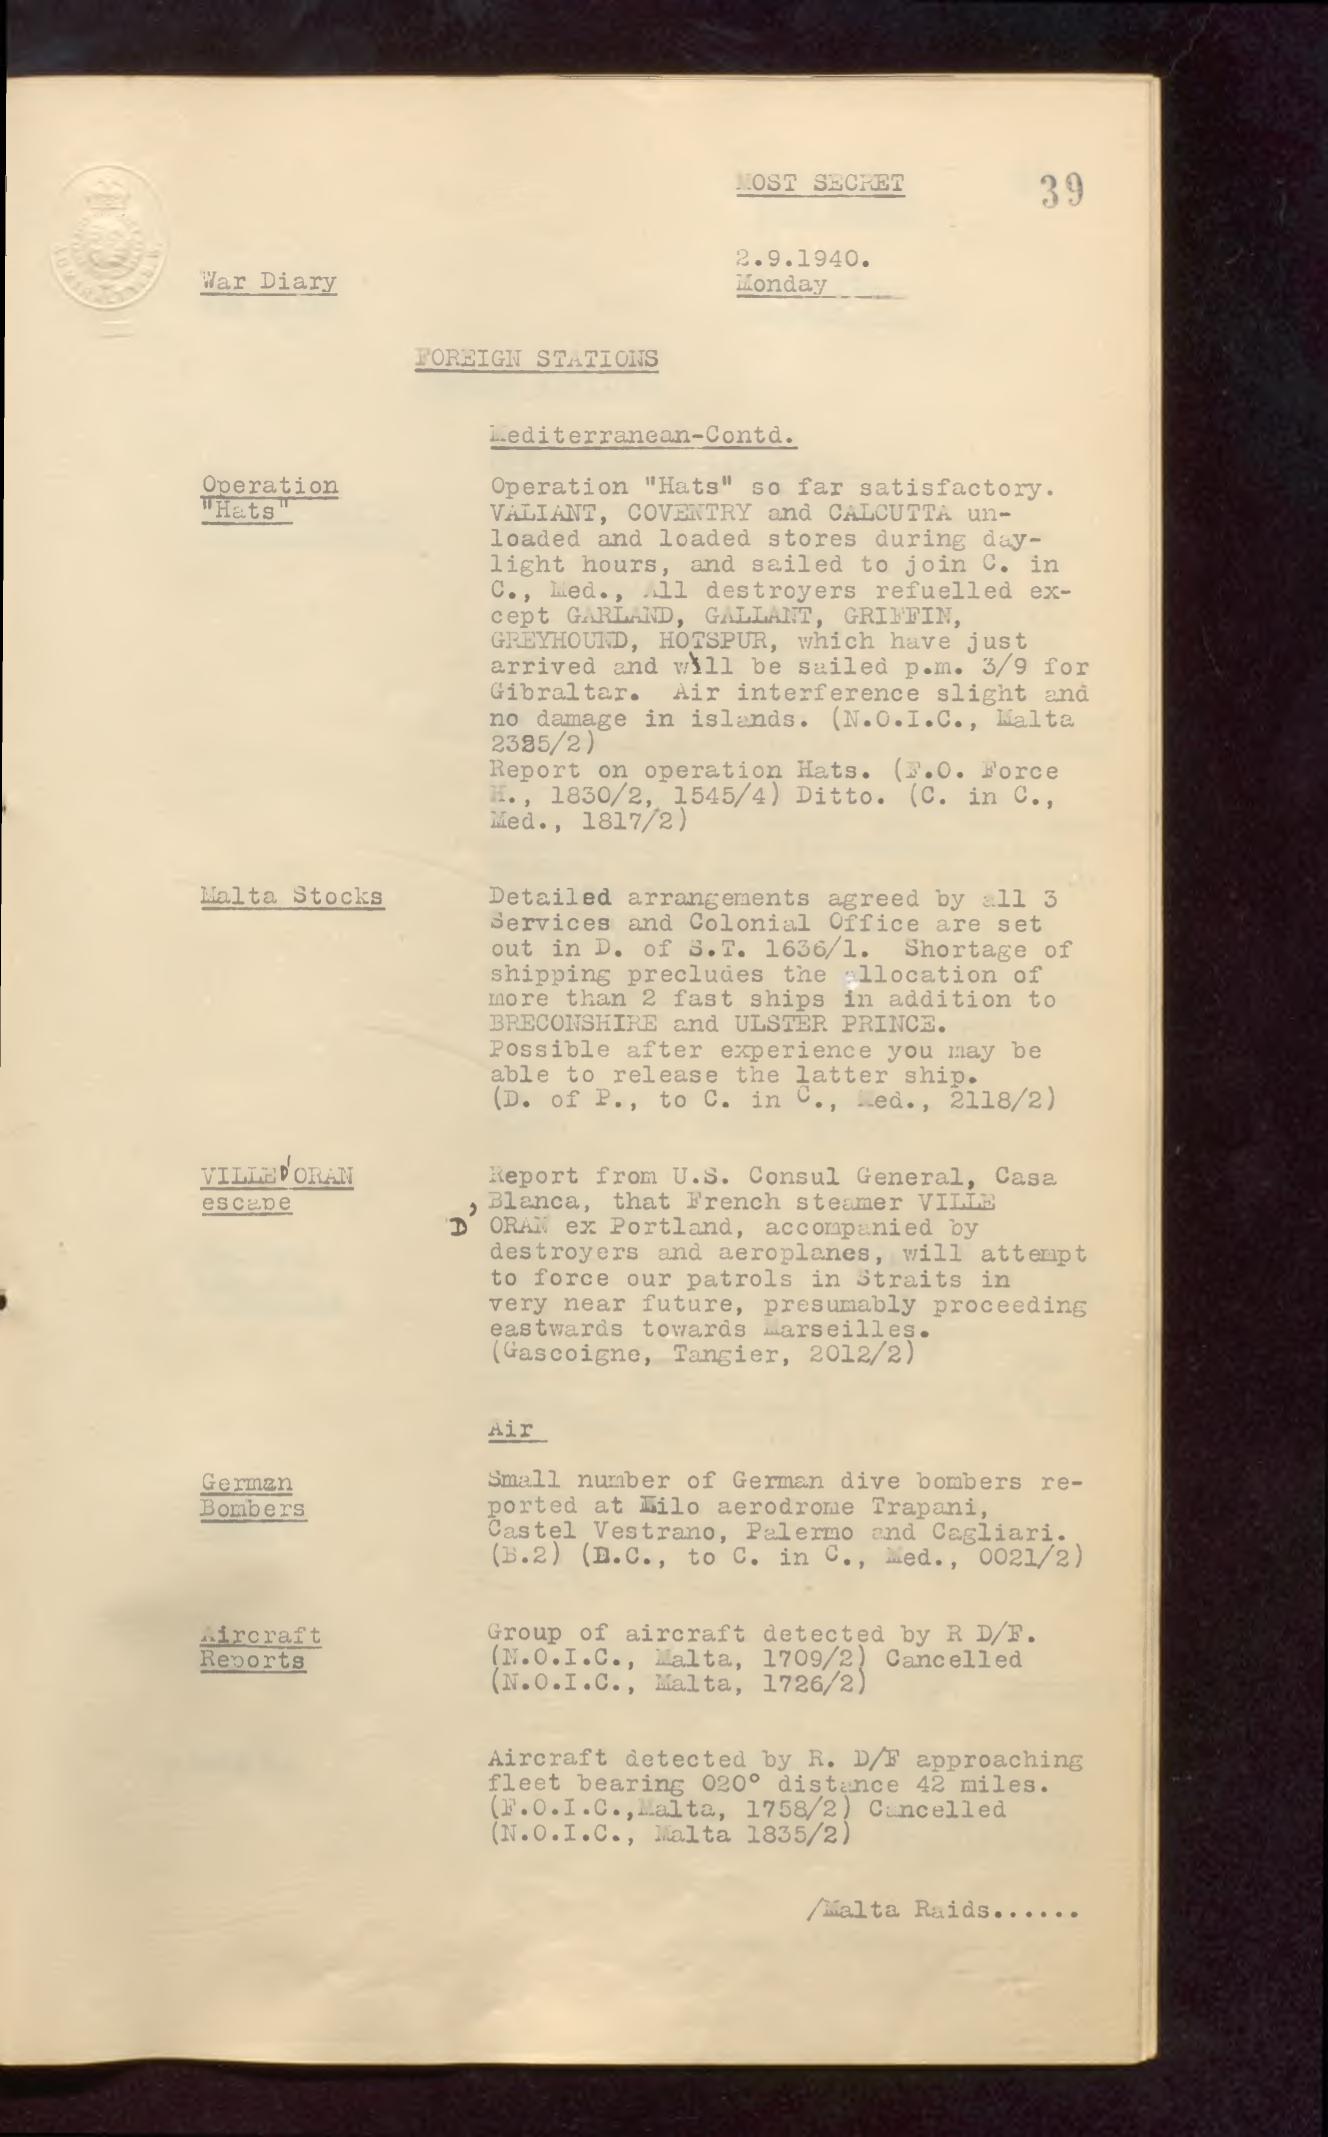 MOST SECRET
39
2.9.1940.
War Diary
Monday
FOREIGN STATIONS
Mediterranean-Contd.
Operation
"Hats"
Operation "Hats" so far satisfactory.
VALIANT, COVENTRY and CALCUTTA un-
loaded and loaded stores during day-
light hours, and sailed to join C. in
C., Med., All destroyers refuelled ex-
cept GARLAND, GALLANT, GRIFFIN,
GREYHOUND, HOTSPUR, which have just
arrived and will be sailed p.m. 3/9 for
Gibraltar. Air interference slight and
no damage in islands. (N.O.I.C., Malta
2325/2)
Report on operation Hats. (F.O. Force
H., 1830/2, 1545/4) Ditto. (C. in C.,
Med., 1817/2)
Malta Stocks
Detailed arrangements agreed by all 3
Services and Colonial Office are set
out in D. of S.T. 1636/1. Shortage of
shipping precludes the allocation of
more than 2 fast ships in addition to
BRECONSHIRE and ULSTER PRINCE.
Possible after experience you may be
able to release the latter ship.
(D. of P., to C. in C., Med., 2118/2)
VILLE D'ORAN
escape
Report from U.S. Consul General, Casa
Blanca, that French steamer VILLE
D' ORAN ex Portland, accompanied by
destroyers and aeroplanes, will attempt
to force our patrols in Straits in
very near future, presumably proceeding
eastwards towards Marseilles.
(Gascoigne, Tangier, 2012/2)
Air
German
Bombers
Small number of German dive bombers re-
ported at Milo aerodrome Trapani,
Castel Vestrano, Palermo and Cagliari.
(B.2) (D.C., to C. in C., Med., 0021/2)
Aircraft
Reports
Group of aircraft detected by R D/F.
(N.O.I.C., Malta, 1709/2) Cancelled
(N.O.I.C., Malta, 1726/2)
Aircraft detected by R. D/F approaching
fleet bearing 020° distance 42 miles.
(F.O.I.C.,Malta, 1758/2) Cancelled
(N.O.I.C., Malta 1835/2)
/Malta Raids......